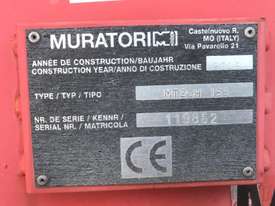 MURATORI M
Castelnuovo R.
MO (ITALY)
Via Pavarello 21
ANNÉE DE CONSTRUCTION/BAUJAHR
CONSTRUCTION YEAR/ANNO DI COSTRUZIONE
TYPE / TYP / TIPO
NR. DE SERIE / KENNR /
SERIAL NR. / MATRICOLA
119852
CE